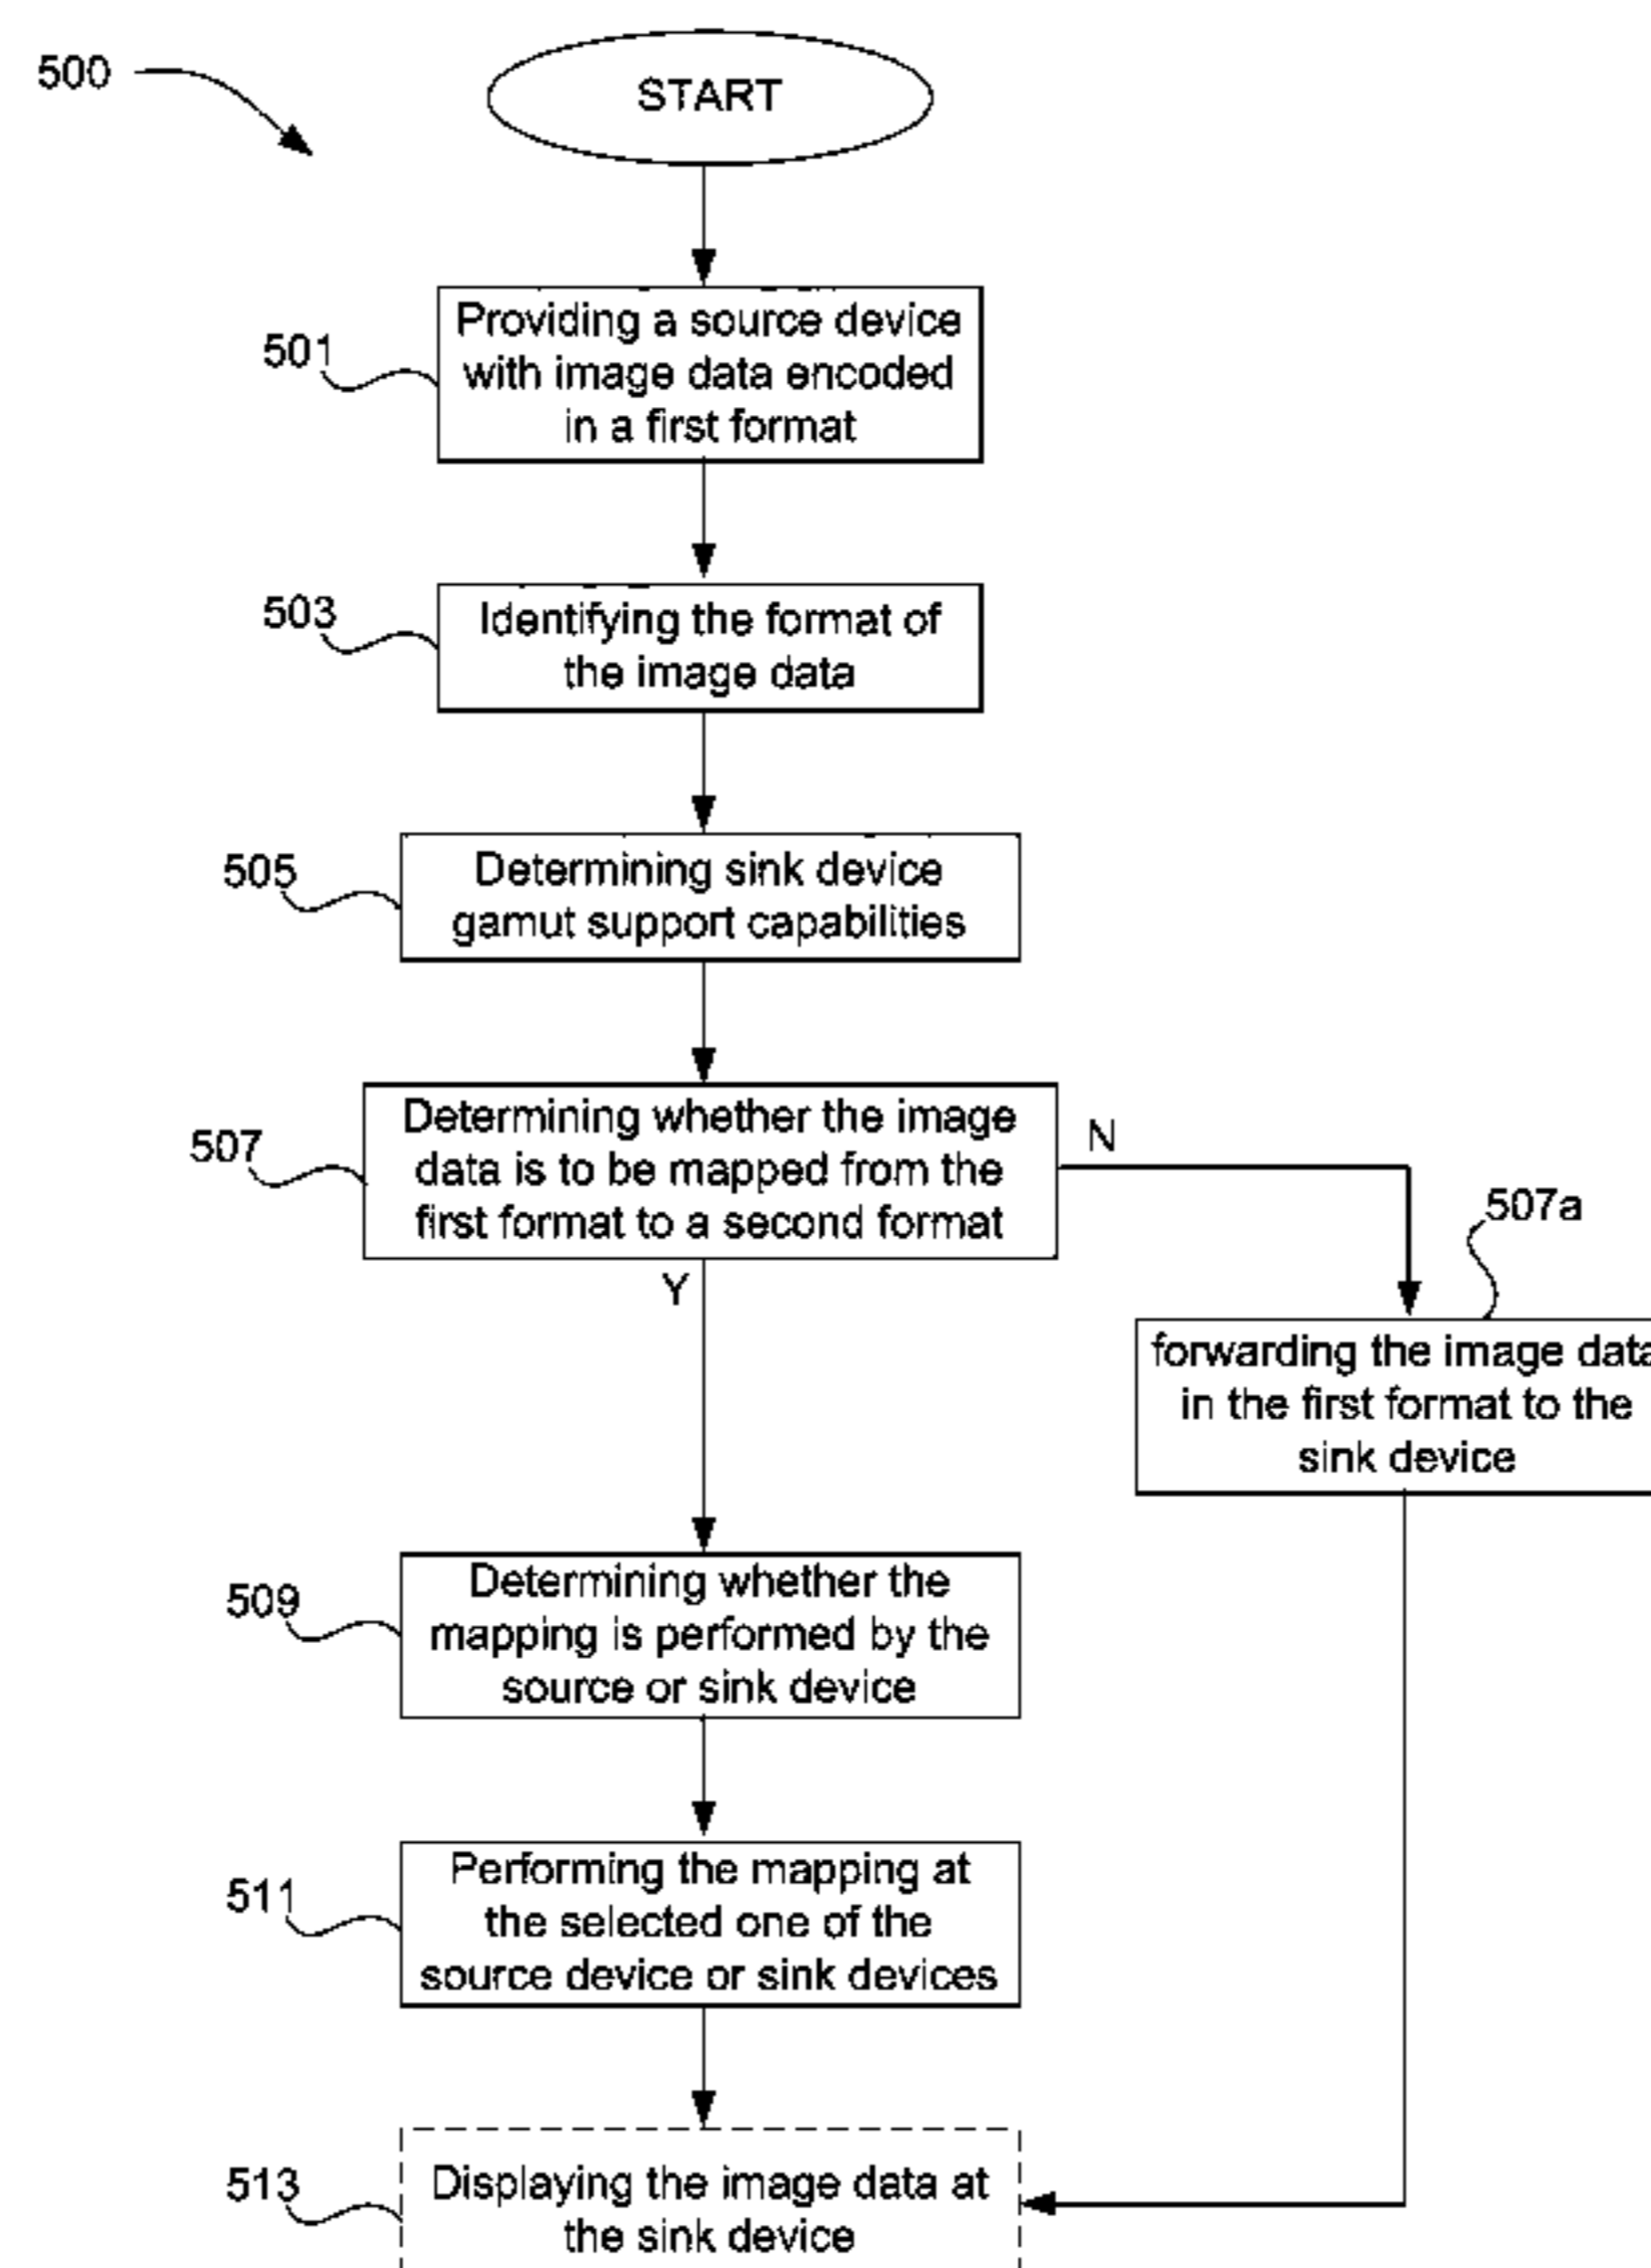 500
START
501
Providing a source device
with image data encoded
in a first format
503
Identifying the format of
the image data
505
Determining sink device
gamut support capabilities
507
Determining whether the image
data is to be mapped from the
first format to a second format
N
Y
507a
forwarding the image data
in the first format to the
sink device
509
Determining whether the
mapping is performed by the
source or sink device
511
Performing the mapping at
the selected one of the
source device or sink devices
513
Displaying the image data at
the sink device